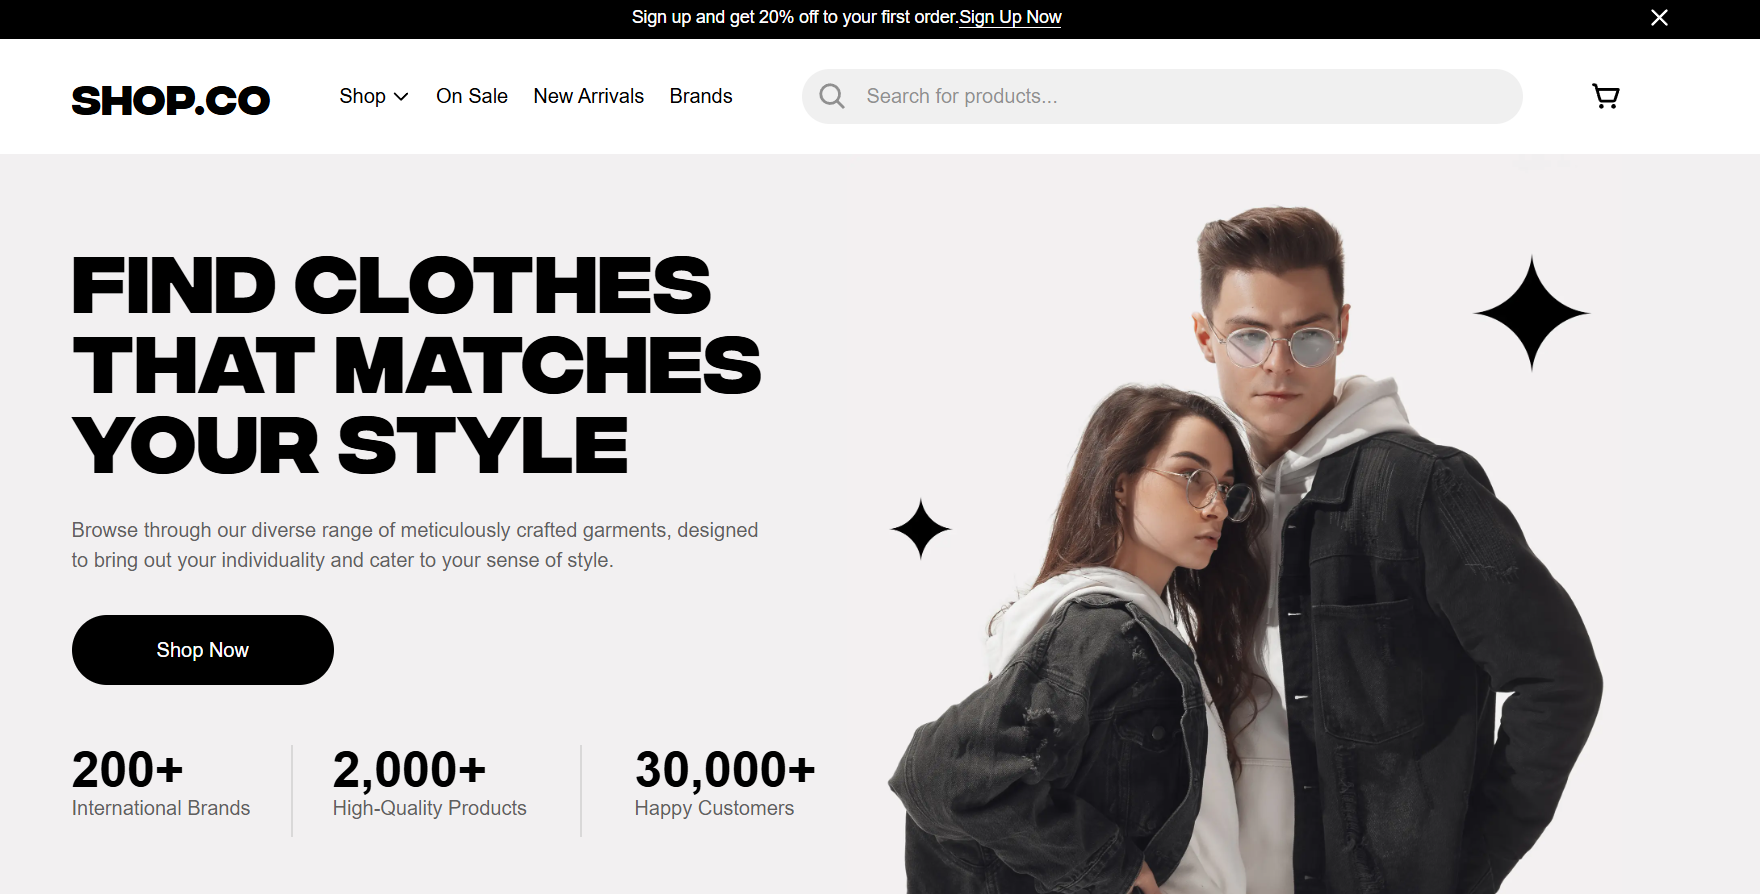 Sign up and get 20% off to your first order.Sign Up Now
SHOP.CO
Shop
On Sale
New Arrivals
Brands
Search for products...
FIND CLOTHES
THAT MATCHES
YOUR STYLE
Browse through our diverse range of meticulously crafted garments, designed
to bring out your individuality and cater to your sense of style.
Shop Now
200+
International Brands
2,000+
High-Quality Products
30,000+
Happy Customers